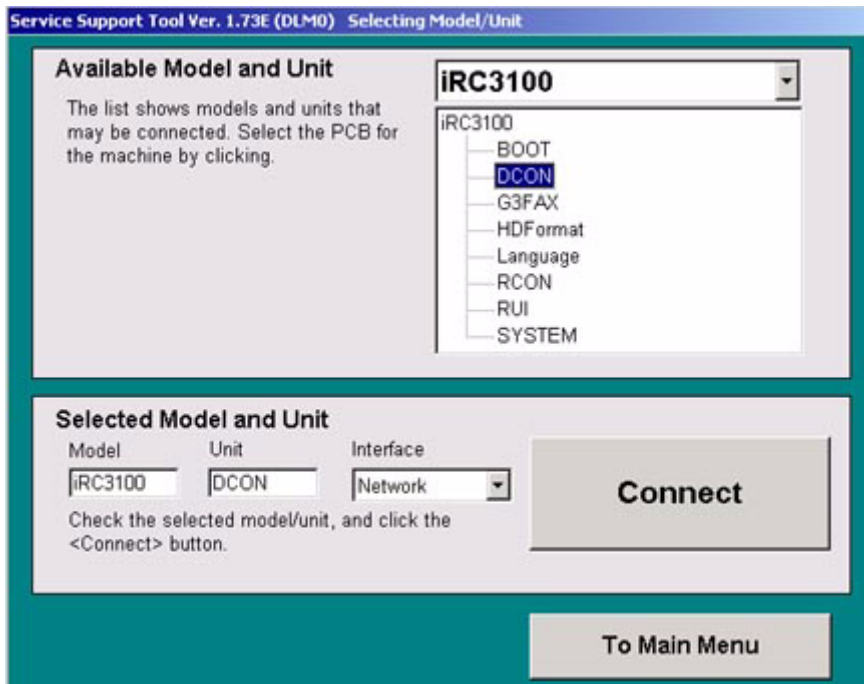 Service Support Tool Ver. 1.73E (DLM0) Selecting Model/Unit
Available Model and Unit
The list shows models and units that
may be connected. Select the PCB for
the machine by clicking.
iRC3100
iRC3100
BOOT
DCON
G3FAX
HDFormat
Language
RCON
RUI
SYSTEM
Selected Model and Unit
Model Unit Interface
iRC3100 DCON Network
Check the selected model/unit, and click the
<Connect> button.
Connect
To Main Menu